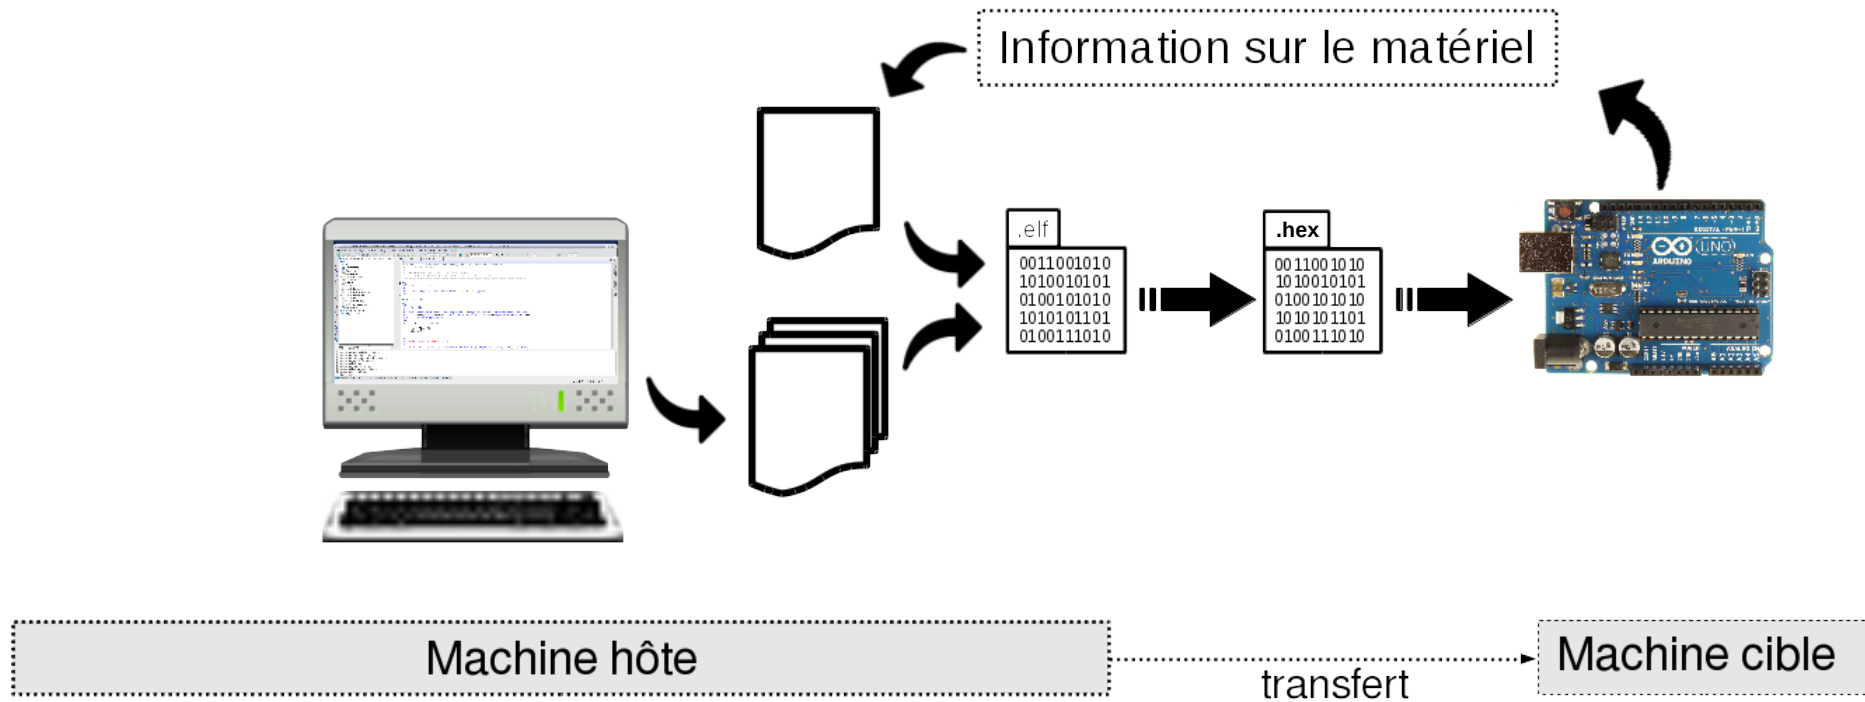 Information sur le matériel
.elf
0011001010
1010010101
0100101010
1010101101
0100111010
.hex
0011001010
1010010101
0100101010
1010101101
0100111010
UNO
ARDUINO
Machine hôte
transfert
Machine cible